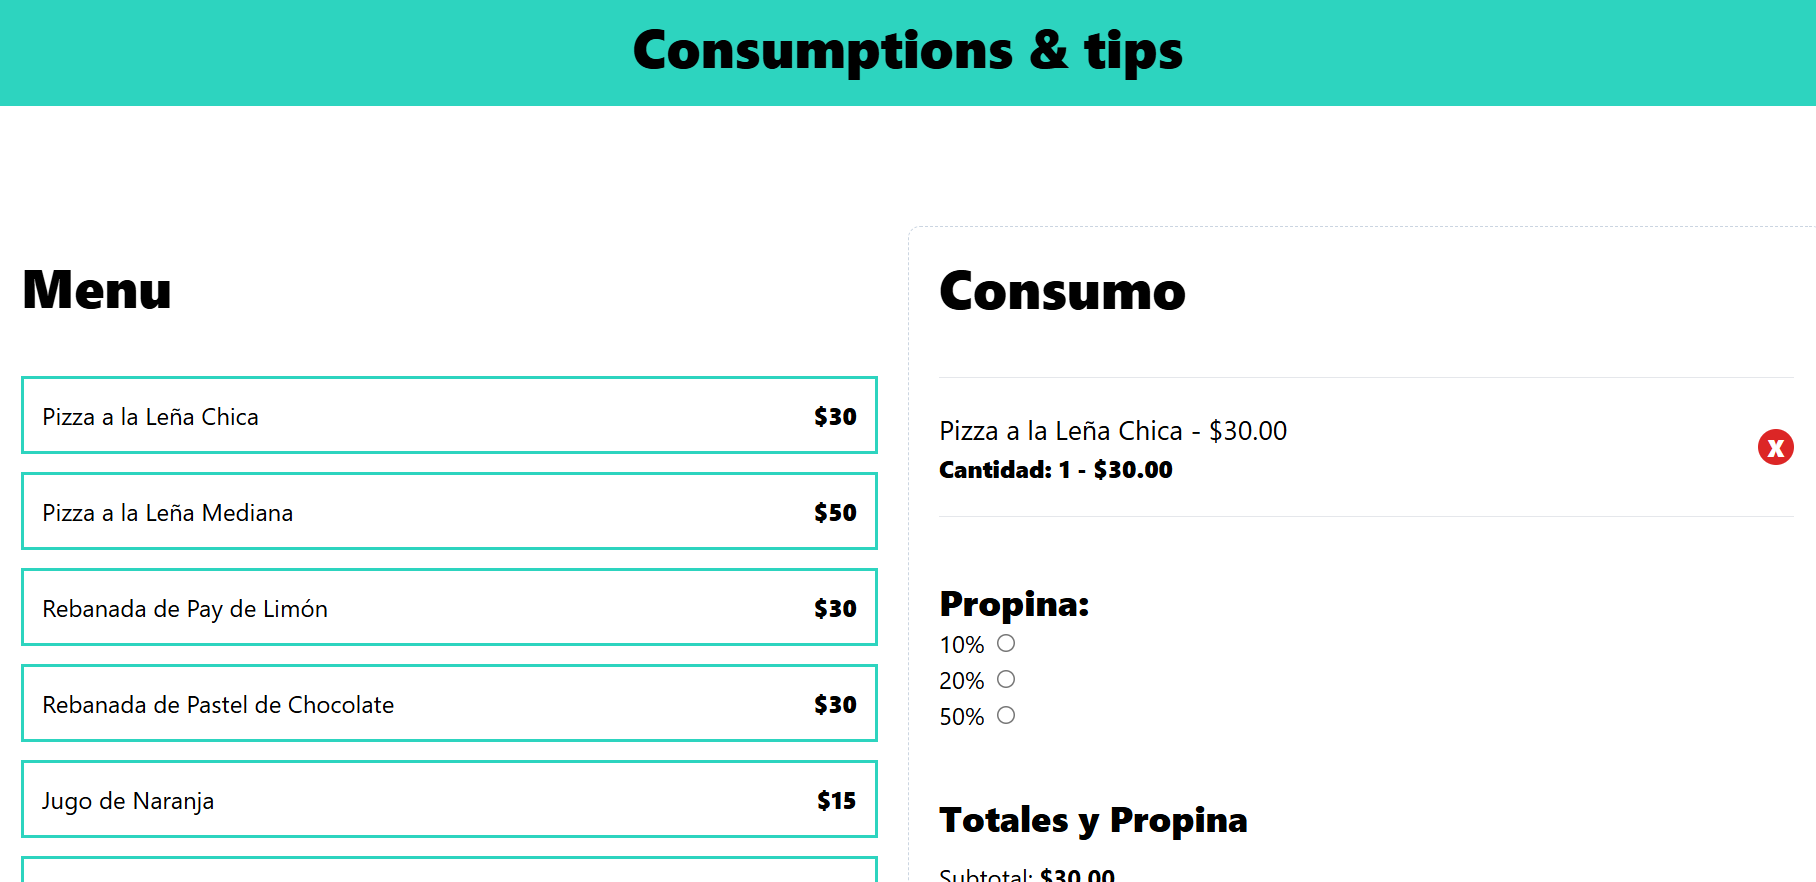 Consumptions & tips
Menu
Pizza a la Leña Chica $30
Pizza a la Leña Mediana $50
Rebanada de Pay de Limón $30
Rebanada de Pastel de Chocolate $30
Jugo de Naranja $15
Consumo
Pizza a la Leña Chica - $30.00
Cantidad: 1 - $30.00
X
Propina:
10%
20%
50%
Totales y Propina
Subtotal: $30.00